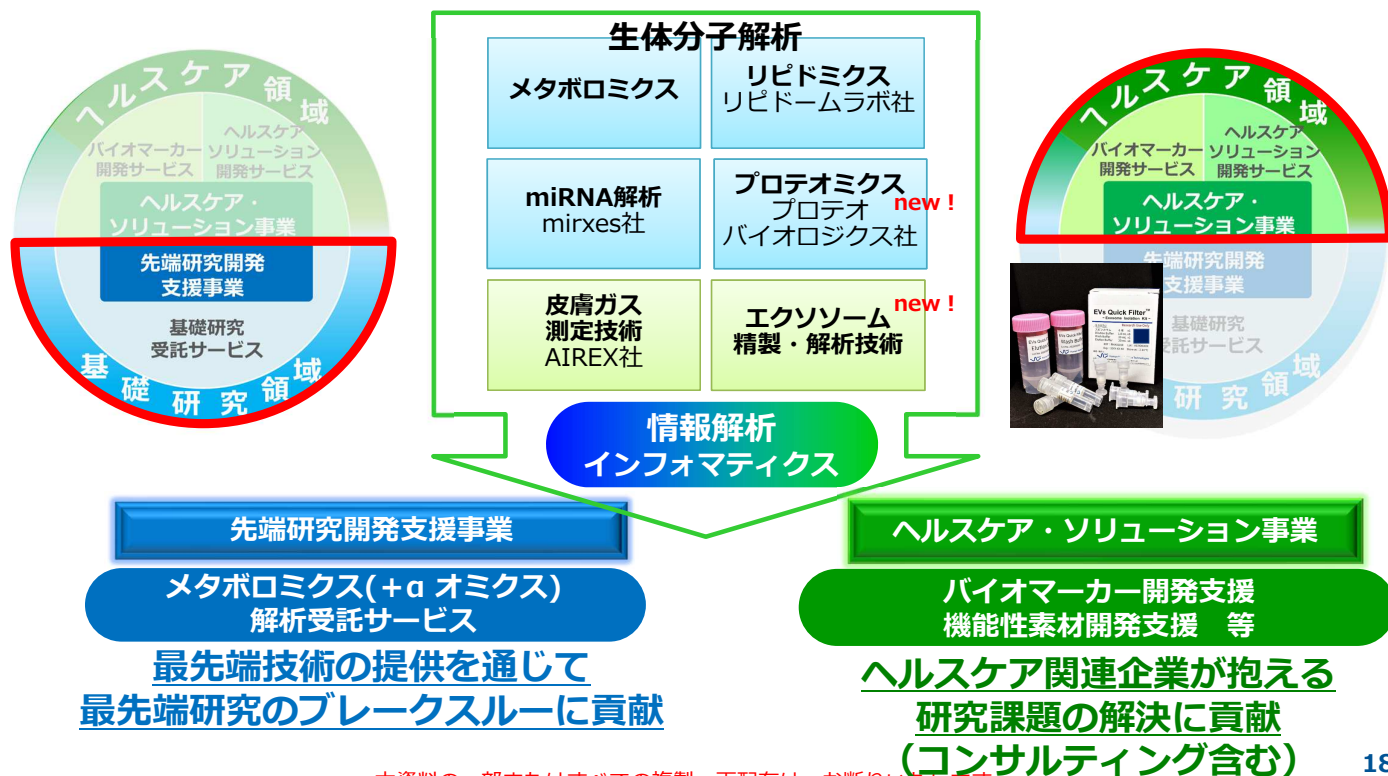 ヘルスケア領域
バイオマーカー
開発サービス
ヘルスケア
ソリューション
開発サービス
ヘルスケア・
ソリューション事業
先端研究開発
支援事業
基礎研究
受託サービス
基礎研究領域
生体分子解析
メタボロミクス
リピドミクス
リピドームラボ社
miRNA解析
mirxes社
プロテオミクス
プロテオ
バイオロジクス社
new！
皮膚ガス
測定技術
AIREX社
エクソソーム
精製・解析技術
new！
情報解析
インフォマティクス
ヘルスケア領域
バイオマーカー
開発サービス
ヘルスケア
ソリューション
開発サービス
ヘルスケア・
ソリューション事業
先端研究開発
支援事業
基礎研究
受託サービス
研究領域
EVs Quick Filter™
先端研究開発支援事業
メタボロミクス(+α オミクス)
解析受託サービス
最先端技術の提供を通じて
最先端研究のブレークスルーに貢献
ヘルスケア・ソリューション事業
バイオマーカー開発支援
機能性素材開発支援　等
ヘルスケア関連企業が抱える
研究課題の解決に貢献
（コンサルティング含む）
18